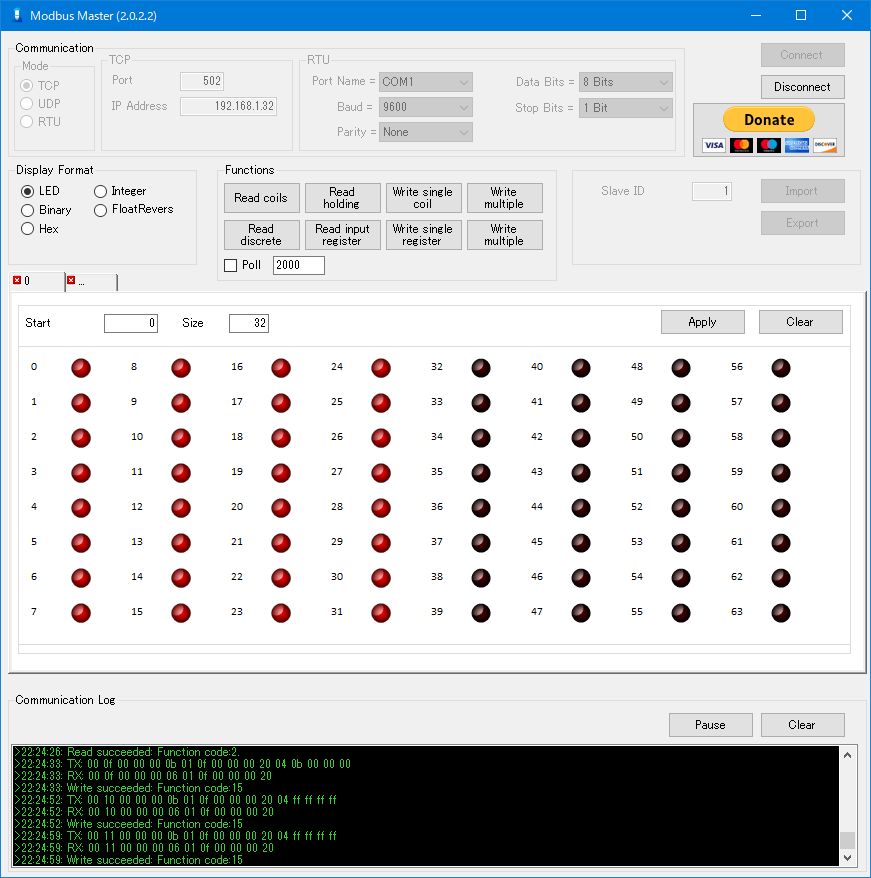 Modbus Master (2.0.2.2)
Communication
Mode
TCP
UDP
RTU
TCP
Port 502
IP Address 192.168.1.32
RTU
Port Name = COM1
Baud = 9600
Parity = None
Data Bits = 8 Bits
Stop Bits = 1 Bit
Connect
Disconnect
Donate
VISA DISCOVER
Display Format
LED Integer
Binary FloatRevers
Hex
Functions
Read coils
Read holding
Write single coil
Write multiple
Read discrete
Read input register
Write single register
Write multiple
Poll 2000
Slave ID 1
Import
Export
0 ...
Start 0 Size 32 Apply Clear
0 8 16 24 32 40 48 56
1 9 17 25 33 41 49 57
2 10 18 26 34 42 50 58
3 11 19 27 35 43 51 59
4 12 20 28 36 44 52 60
5 13 21 29 37 45 53 61
6 14 22 30 38 46 54 62
7 15 23 31 39 47 55 63
Communication Log
Pause Clear
>22:24:26: Read succeeded: Function code:2.
>22:24:33: TX: 00 0f 00 00 00 0b 01 0f 00 00 00 20 04 0b 00 00 00
>22:24:33: RX: 00 0f 00 00 00 06 01 0f 00 00 00 20
>22:24:33: Write succeeded: Function code:15
>22:24:52: TX: 00 10 00 00 00 0b 01 0f 00 00 00 20 04 ff ff ff ff
>22:24:52: RX: 00 10 00 00 00 06 01 0f 00 00 00 20
>22:24:52: Write succeeded: Function code:15
>22:24:59: TX: 00 11 00 00 00 0b 01 0f 00 00 00 20 04 ff ff ff ff
>22:24:59: RX: 00 11 00 00 00 06 01 0f 00 00 00 20
>22:24:59: Write succeeded: Function code:15